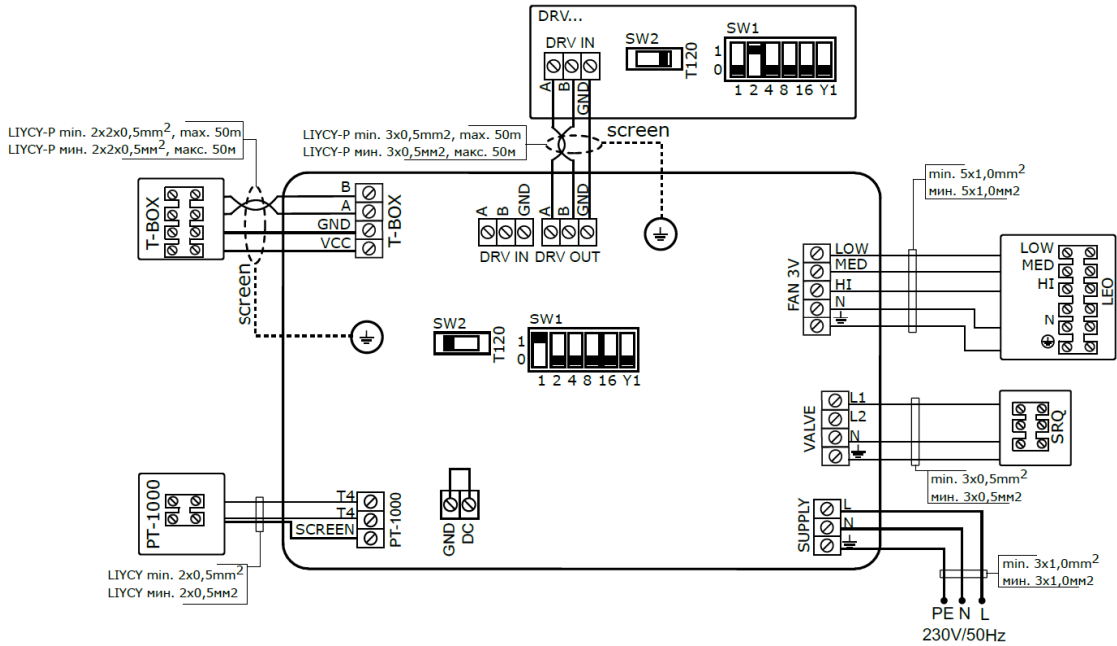 DRV...
DRV IN
A
B
GND
SW2
T120
SW1
1
0
1 2 4 8 16 Y1
LIYCY-P min. 2x2x0,5mm², max. 50m
LIYCY-P мин. 2x2x0,5мм², макс. 50м
LIYCY-P min. 3x0,5mm2, max. 50m
LIYCY-P мин. 3x0,5мм2, макс. 50м
screen
min. 5x1,0mm²
мин. 5x1,0мм2
T-BOX
B
A
GND
VCC
T-BOX
screen
A
B
GND
A
B
GND
DRV IN
DRV OUT
FAN 3V
LOW
MED
HI
N
LOW
MED
HI
N
LEO
SW2
T120
SW1
1
0
1 2 4 8 16 Y1
VALVE
L1
L2
N
SRQ
min. 3x0,5mm²
мин. 3x0,5мм2
PT-1000
T4
T4
SCREEN
PT-1000
GND
DC
SUPPLY
L
N
LIYCY min. 2x0,5mm²
LIYCY мин. 2x0,5мм2
min. 3x1,0mm²
мин. 3x1,0мм2
PE N L
230V/50Hz